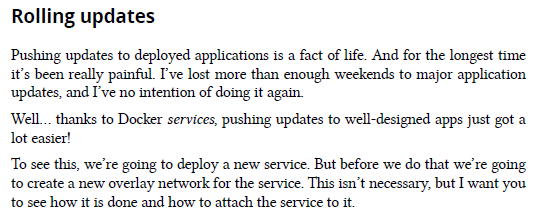 Rolling updates
Pushing updates to deployed applications is a fact of life. And for the longest time
it’s been really painful. I’ve lost more than enough weekends to major application
updates, and I’ve no intention of doing it again.
Well… thanks to Docker services, pushing updates to well-designed apps just got a
lot easier!
To see this, we’re going to deploy a new service. But before we do that we’re going
to create a new overlay network for the service. This isn’t necessary, but I want you
to see how it is done and how to attach the service to it.